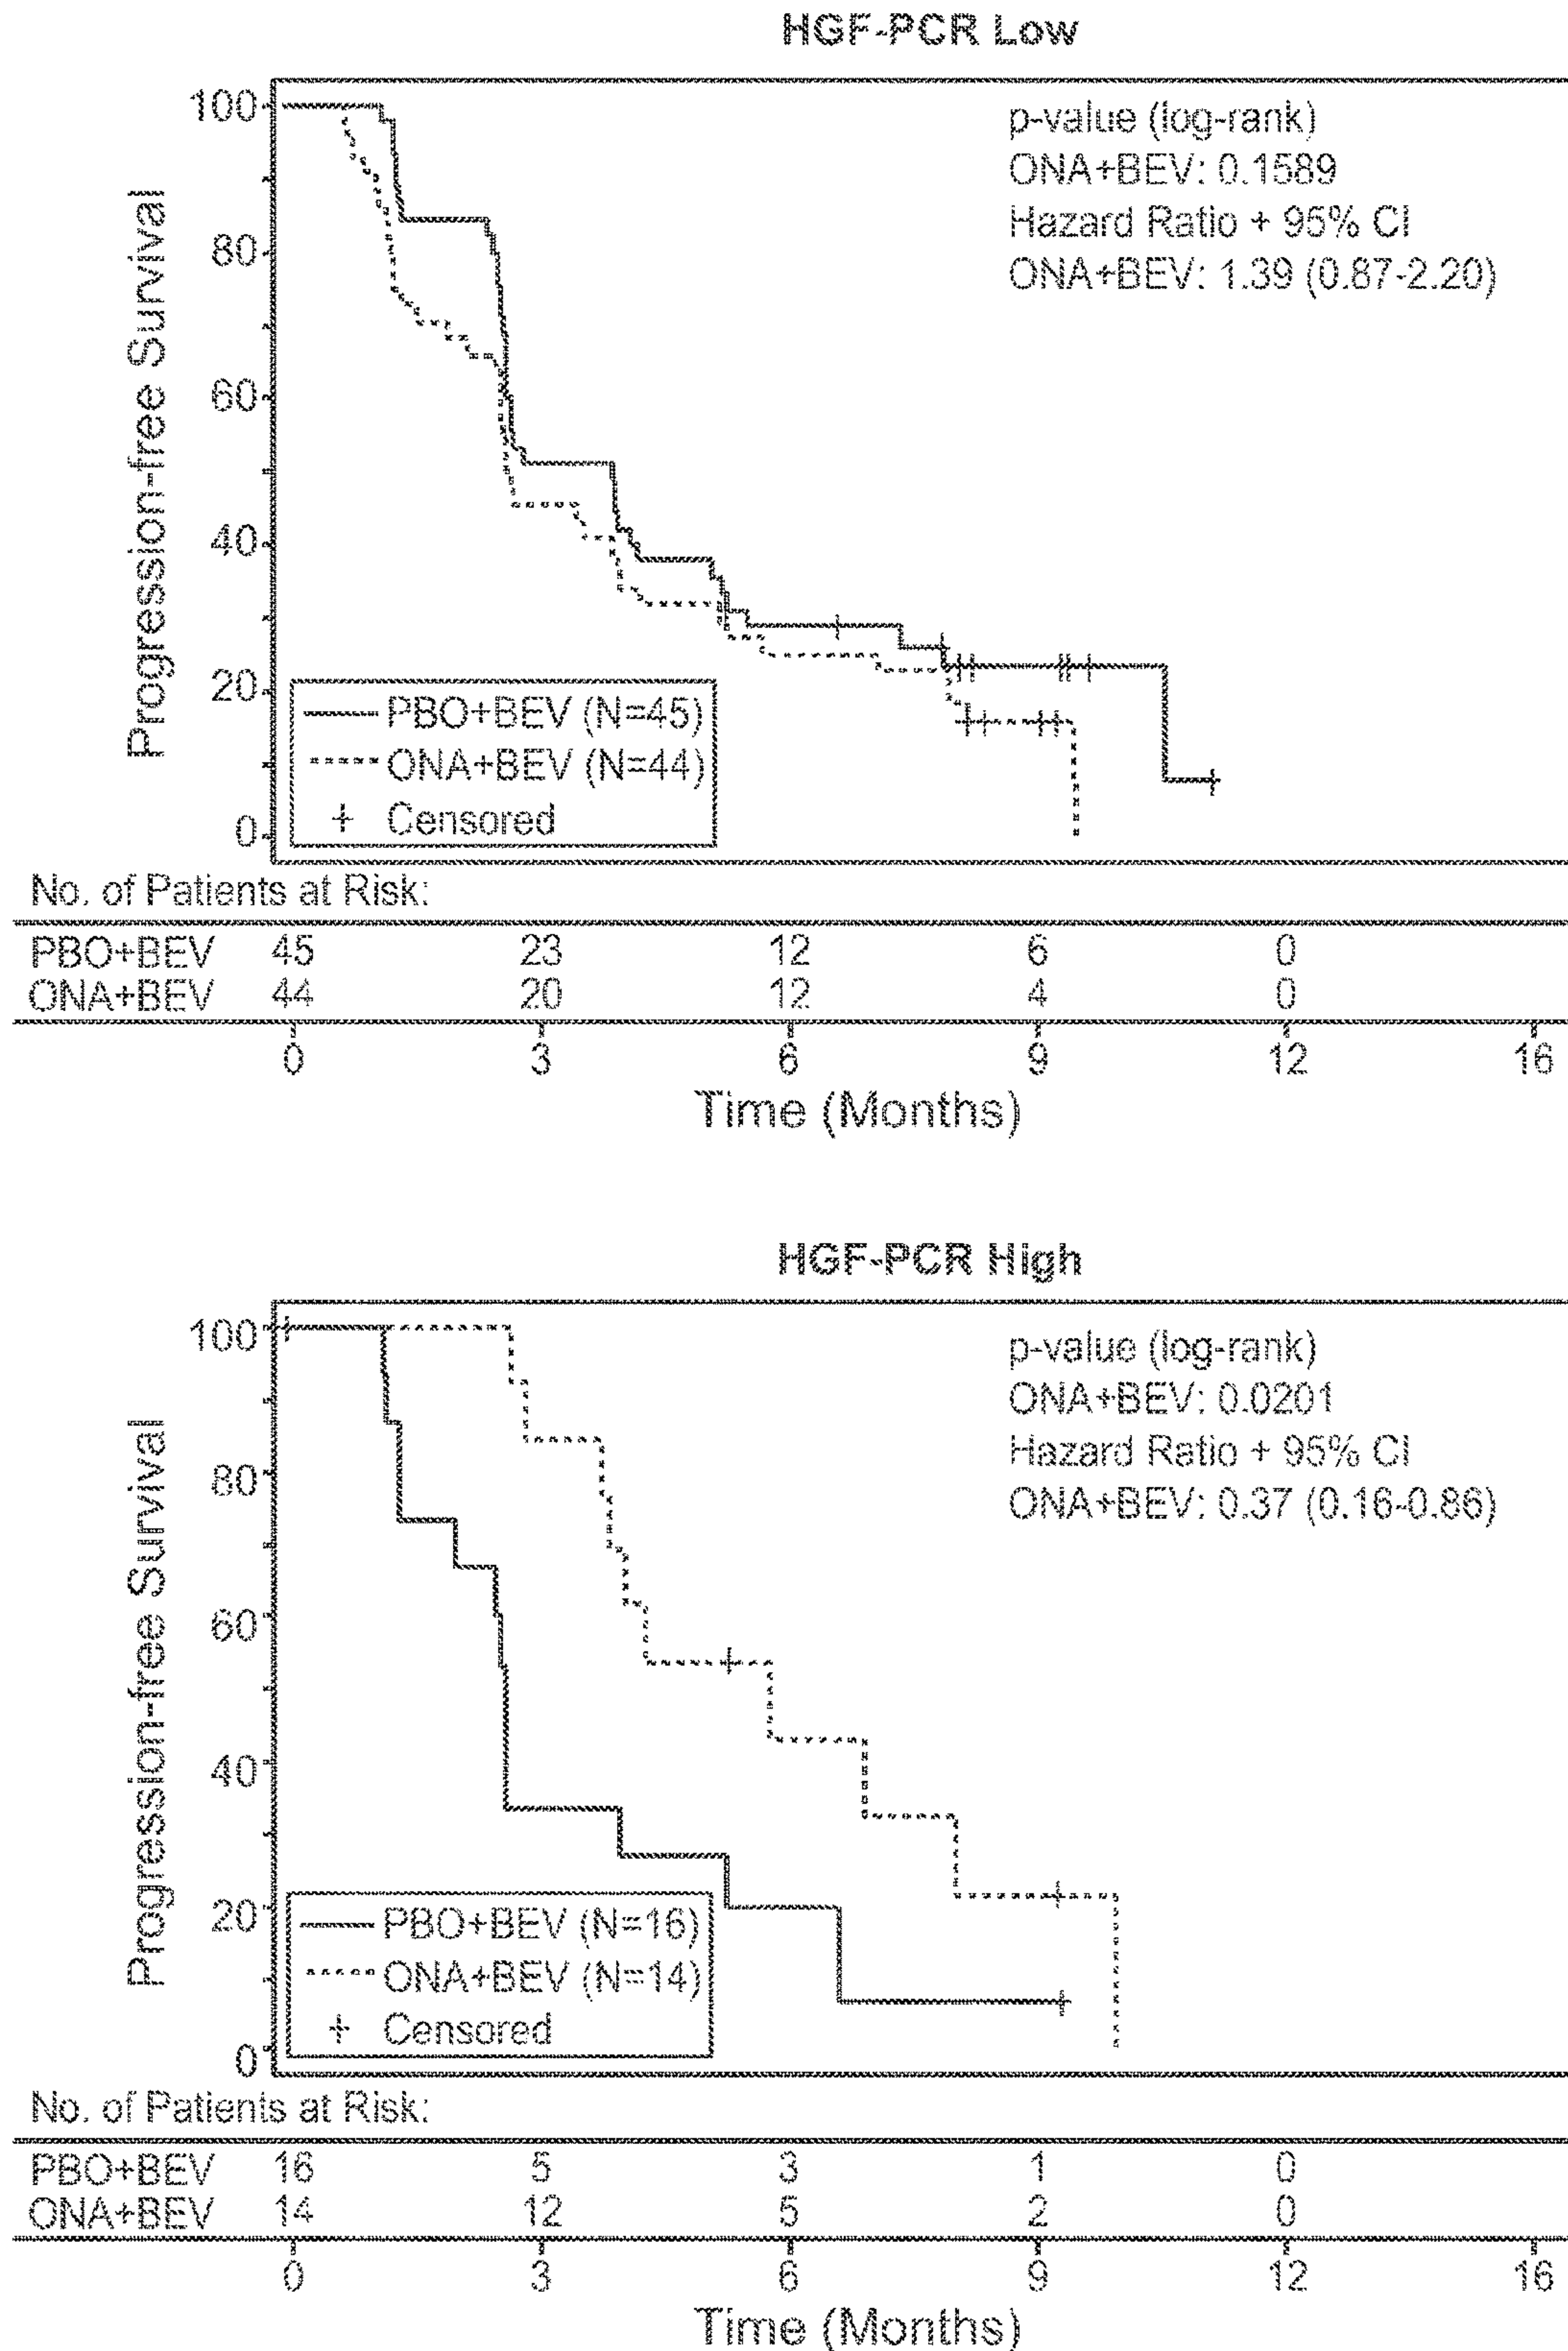 HGF-PCR Low
p-value (log-rank)
ONA+BEV: 0.1589
Hazard Ratio + 95% CI
ONA+BEV: 1.39 (0.87-2.20)
Progression-free Survival
100
80
60
40
20
0
PBO+BEV (N=45)
ONA+BEV (N=44)
+ Censored
No. of Patients at Risk:
PBO+BEV 45 23 12 6 0
ONA+BEV 44 20 12 4 0
0 3 6 9 12 16
Time (Months)
HGF-PCR High
p-value (log-rank)
ONA+BEV: 0.0201
Hazard Ratio + 95% CI
ONA+BEV: 0.37 (0.16-0.86)
Progression-free Survival
100
80
60
40
20
0
PBO+BEV (N=16)
ONA+BEV (N=14)
+ Censored
No. of Patients at Risk:
PBO+BEV 16 5 3 1 0
ONA+BEV 14 12 5 2 0
0 3 6 9 12 16
Time (Months)